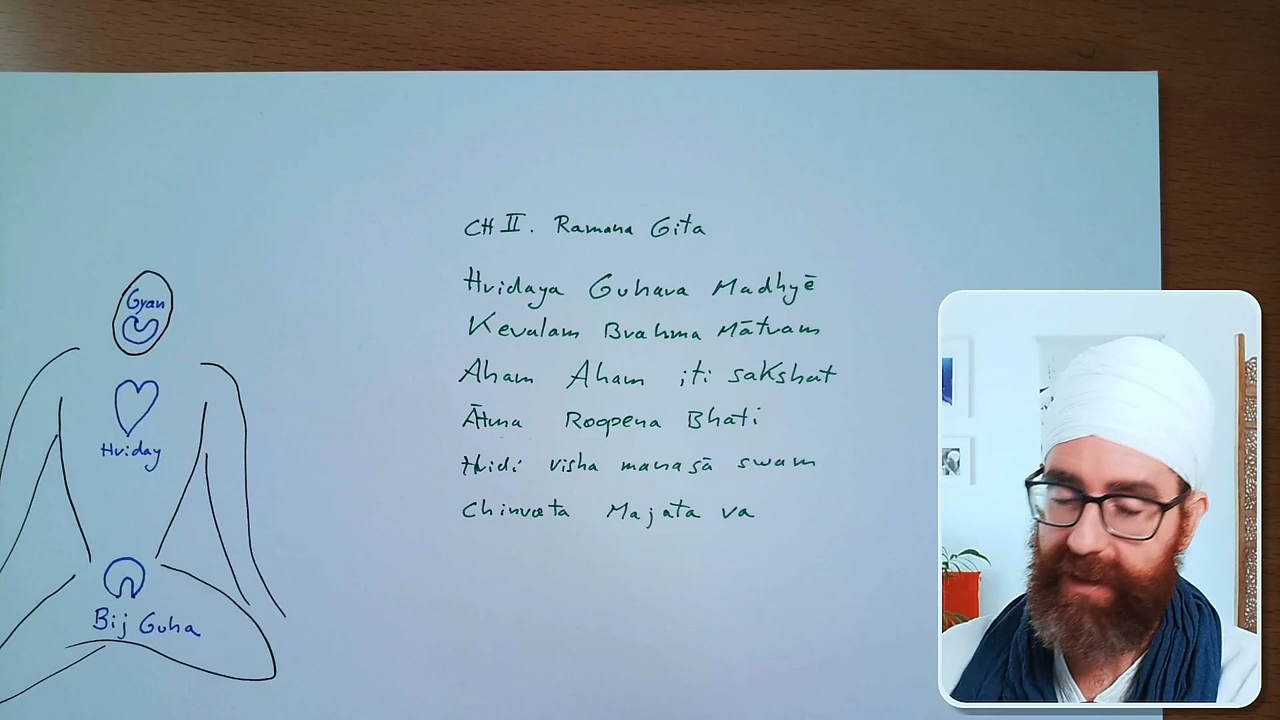 CH II. Ramana Gita
Hridaya Guhara Madhyē
Kevalam Brahma Mātram
Aham Aham iti sakshat
Ātma Roopena Bhati
Hridi visha manasā swam
Chinvata Majata va
Gyan
Hriday
Bij Guha